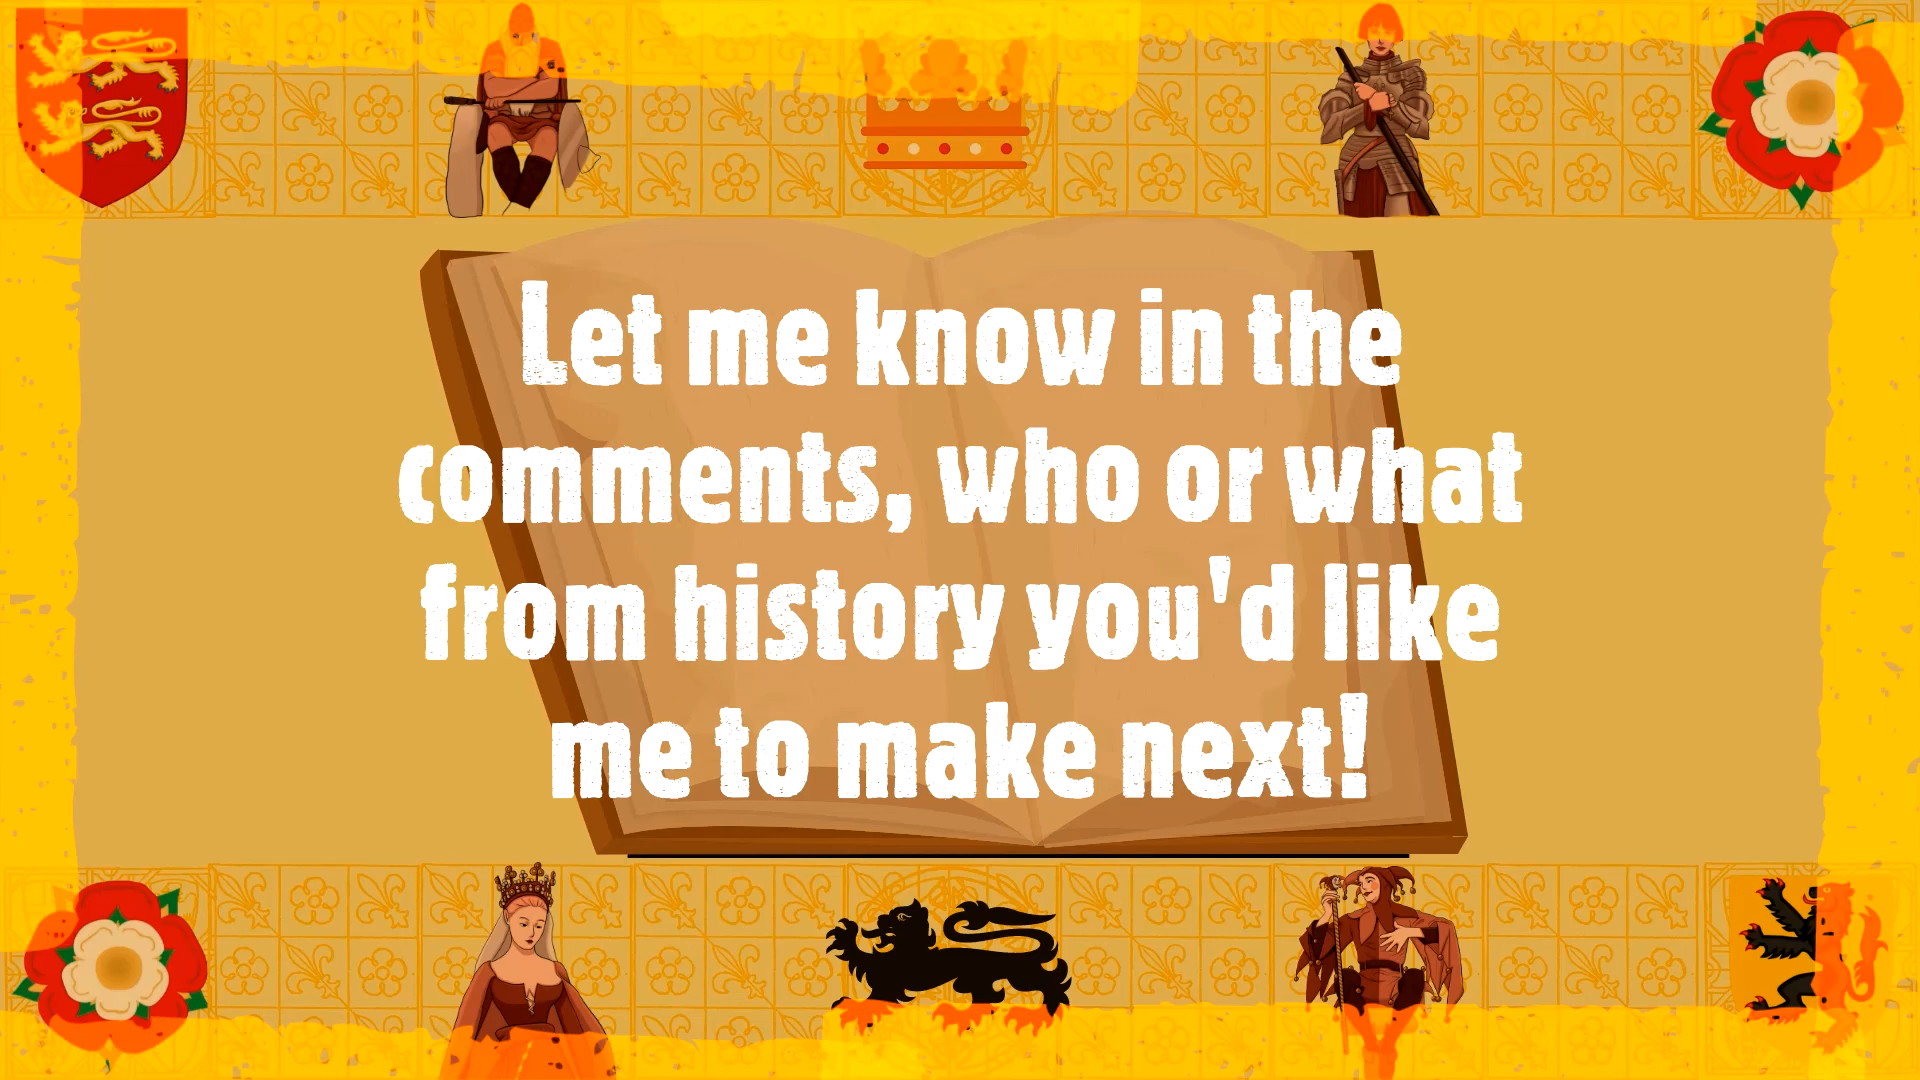 Let me know in the
comments, who or what
from history you'd like
me to make next!